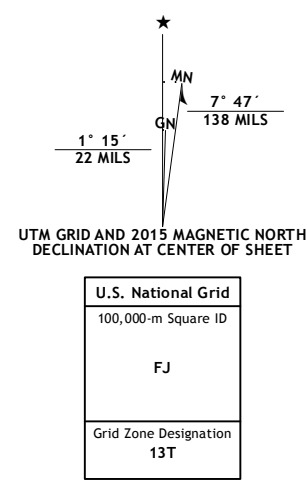 ★
MN
7° 47´
138 MILS
GN
1° 15´
22 MILS
UTM GRID AND 2015 MAGNETIC NORTH
DECLINATION AT CENTER OF SHEET
U.S. National Grid
100,000-m Square ID
FJ
Grid Zone Designation
13T